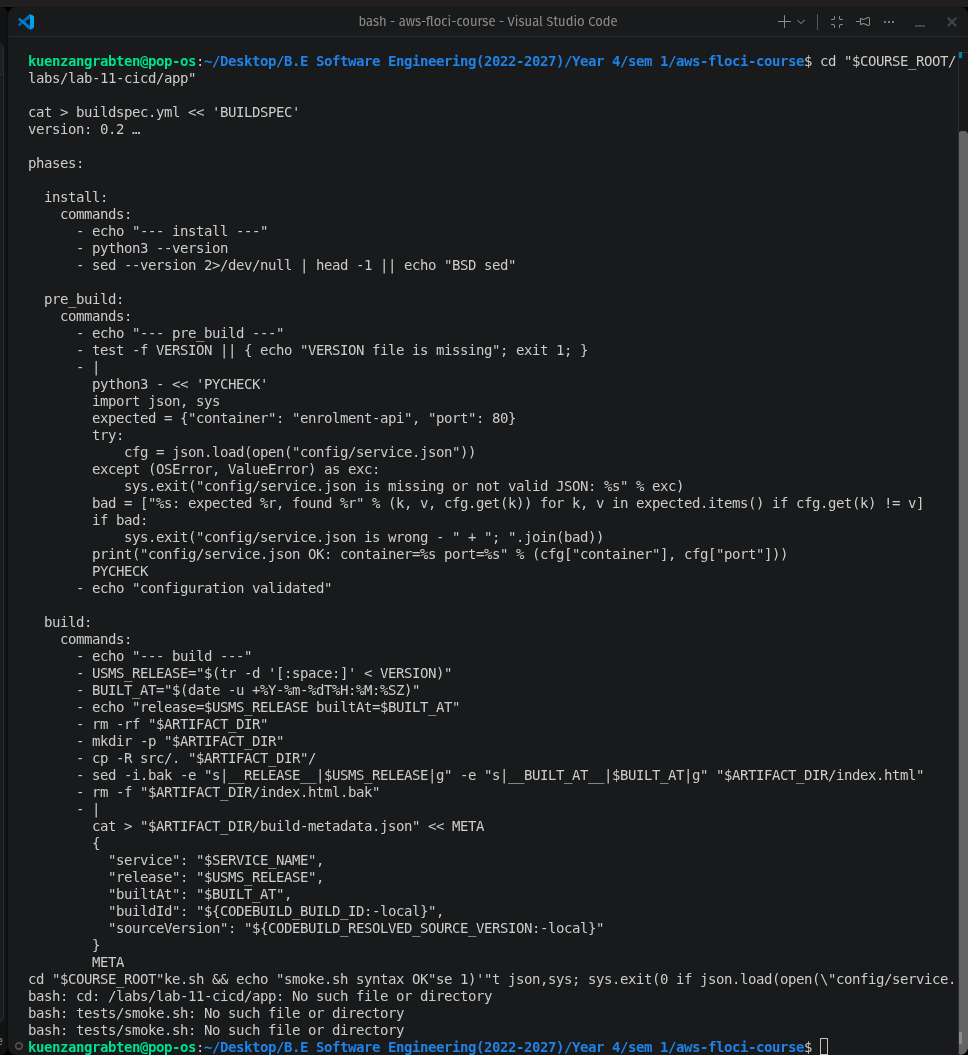 bash - aws-floci-course - Visual Studio Code
kuenzangrabten@pop-os:~/Desktop/B.E Software Engineering(2022-2027)/Year 4/sem 1/aws-floci-course$ cd "$COURSE_ROOT/
labs/lab-11-cicd/app"
cat > buildspec.yml << 'BUILDSPEC'
version: 0.2 …
phases:
  install:
    commands:
      - echo "--- install ---"
      - python3 --version
      - sed --version 2>/dev/null | head -1 || echo "BSD sed"
  pre_build:
    commands:
      - echo "--- pre_build ---"
      - test -f VERSION || { echo "VERSION file is missing"; exit 1; }
      - |
        python3 - << 'PYCHECK'
        import json, sys
        expected = {"container": "enrolment-api", "port": 80}
        try:
            cfg = json.load(open("config/service.json"))
        except (OSError, ValueError) as exc:
            sys.exit("config/service.json is missing or not valid JSON: %s" % exc)
        bad = ["%s: expected %r, found %r" % (k, v, cfg.get(k)) for k, v in expected.items() if cfg.get(k) != v]
        if bad:
            sys.exit("config/service.json is wrong - " + "; ".join(bad))
        print("config/service.json OK: container=%s port=%s" % (cfg["container"], cfg["port"]))
        PYCHECK
      - echo "configuration validated"
  build:
    commands:
      - echo "--- build ---"
      - USMS_RELEASE="$(tr -d '[:space:]' < VERSION)"
      - BUILT_AT="$(date -u +%Y-%m-%dT%H:%M:%SZ)"
      - echo "release=$USMS_RELEASE builtAt=$BUILT_AT"
      - rm -rf "$ARTIFACT_DIR"
      - mkdir -p "$ARTIFACT_DIR"
      - cp -R src/. "$ARTIFACT_DIR"/
      - sed -i.bak -e "s|__RELEASE__|$USMS_RELEASE|g" -e "s|__BUILT_AT__|$BUILT_AT|g" "$ARTIFACT_DIR/index.html"
      - rm -f "$ARTIFACT_DIR/index.html.bak"
      - |
        cat > "$ARTIFACT_DIR/build-metadata.json" << META
        {
          "service": "$SERVICE_NAME",
          "release": "$USMS_RELEASE",
          "builtAt": "$BUILT_AT",
          "buildId": "${CODEBUILD_BUILD_ID:-local}",
          "sourceVersion": "${CODEBUILD_RESOLVED_SOURCE_VERSION:-local}"
        }
        META
cd "$COURSE_ROOT"ke.sh && echo "smoke.sh syntax OK"se 1)'"t json,sys; sys.exit(0 if json.load(open(\"config/service.
bash: cd: /labs/lab-11-cicd/app: No such file or directory
bash: tests/smoke.sh: No such file or directory
bash: tests/smoke.sh: No such file or directory
kuenzangrabten@pop-os:~/Desktop/B.E Software Engineering(2022-2027)/Year 4/sem 1/aws-floci-course$